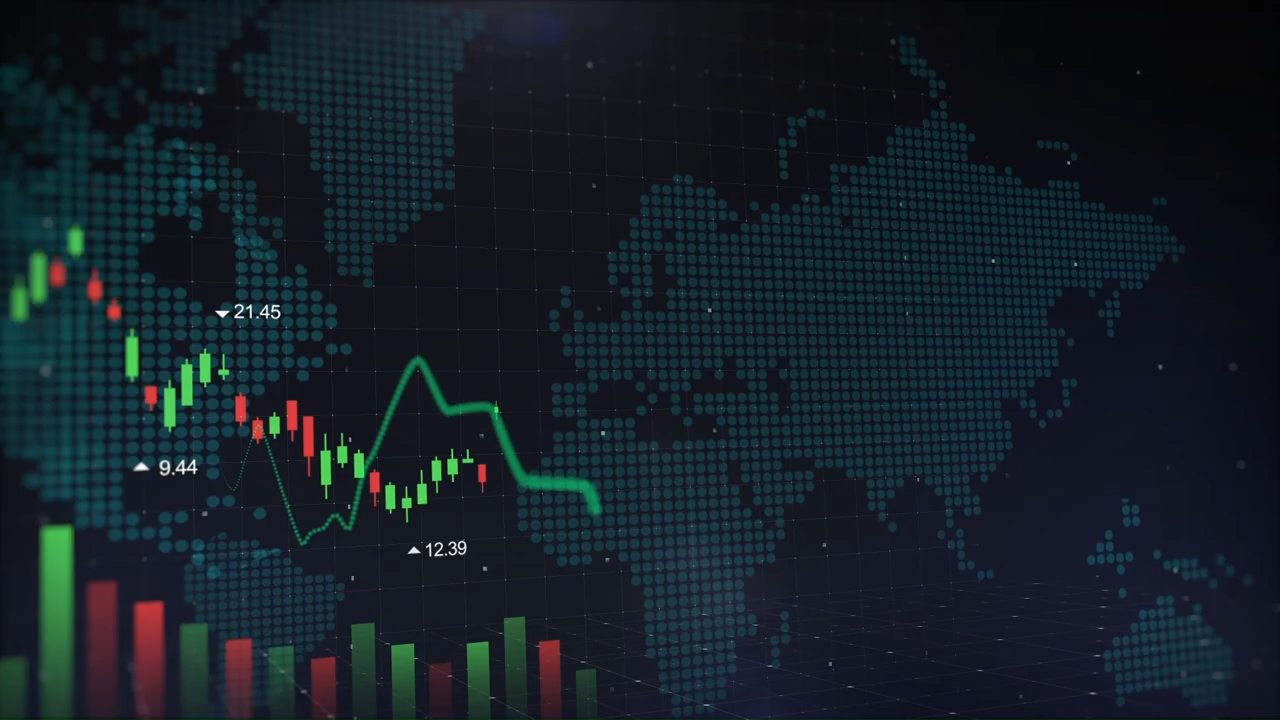 ▼ 21.45
▲ 9.44
▲ 12.39